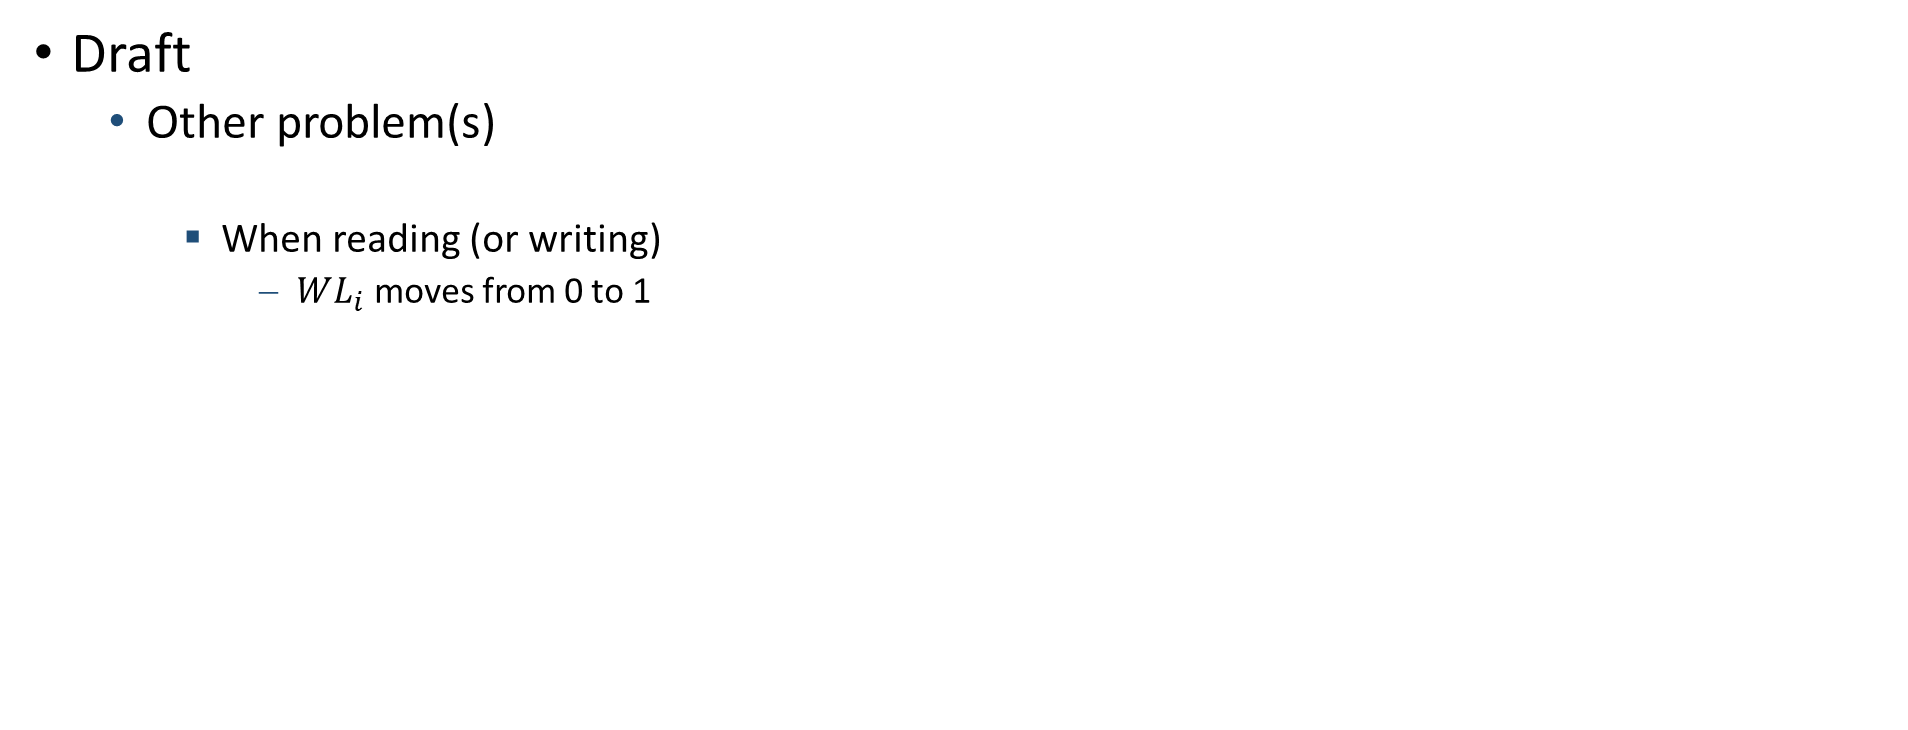 • Draft
• Other problem(s)
▪ When reading (or writing)
– $WL_i$ moves from 0 to 1